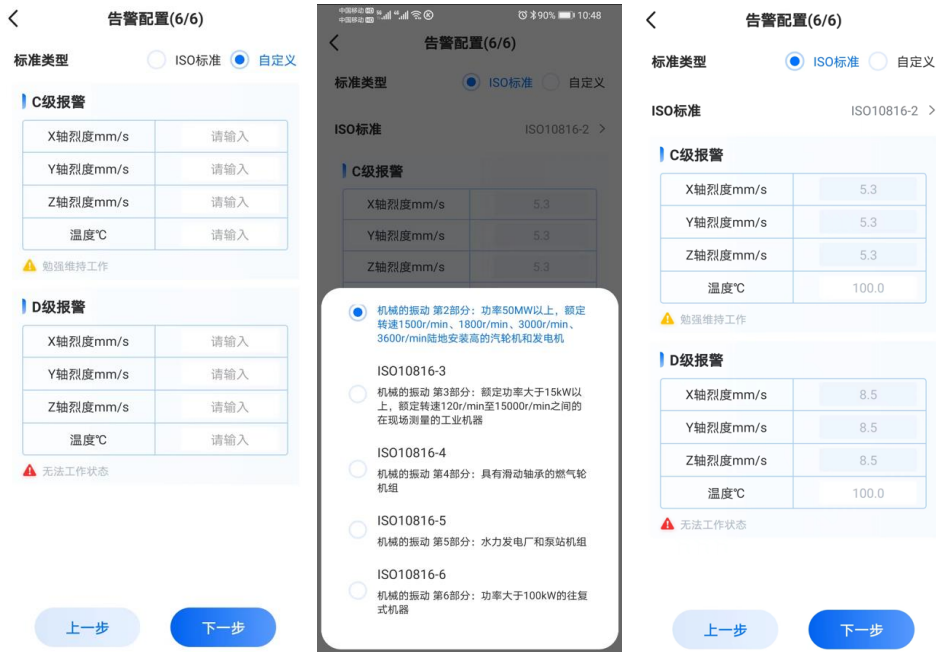 告警配置(6/6)
标准类型 ISO标准 自定义
C级报警
X轴烈度mm/s 请输入
Y轴烈度mm/s 请输入
Z轴烈度mm/s 请输入
温度℃ 请输入
勉强维持工作
D级报警
X轴烈度mm/s 请输入
Y轴烈度mm/s 请输入
Z轴烈度mm/s 请输入
温度℃ 请输入
无法工作状态
上一步 下一步
中国移动 HD
中国移动 HD
90% 10:48
告警配置(6/6)
标准类型 ISO标准 自定义
ISO标准 ISO10816-2
C级报警
X轴烈度mm/s 5.3
Y轴烈度mm/s 5.3
Z轴烈度mm/s 5.3
机械的振动 第2部分：功率50MW以上，额定
转速1500r/min、1800r/min、3000r/min、
3600r/min陆地安装高的汽轮机和发电机
ISO10816-3
机械的振动 第3部分：额定功率大于15kW以
上，额定转速120r/min至15000r/min之间的
在现场测量的工业机器
ISO10816-4
机械的振动 第4部分：具有滑动轴承的燃气轮
机组
ISO10816-5
机械的振动 第5部分：水力发电厂和泵站机组
ISO10816-6
机械的振动 第6部分：功率大于100kW的往复
式机器
告警配置(6/6)
标准类型 ISO标准 自定义
ISO标准 ISO10816-2
C级报警
X轴烈度mm/s 5.3
Y轴烈度mm/s 5.3
Z轴烈度mm/s 5.3
温度℃ 100.0
勉强维持工作
D级报警
X轴烈度mm/s 8.5
Y轴烈度mm/s 8.5
Z轴烈度mm/s 8.5
温度℃ 100.0
无法工作状态
上一步 下一步